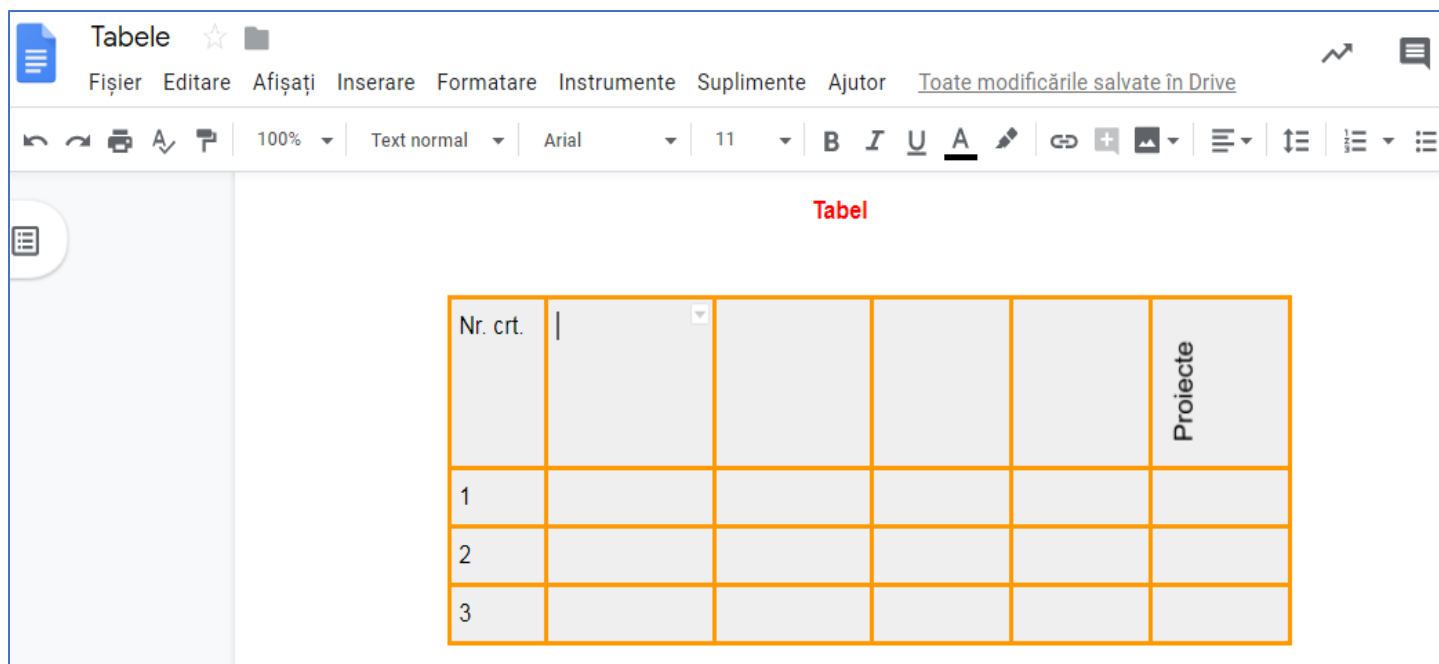 Tabele
Fișier Editare Afișați Inserare Formatare Instrumente Suplimente Ajutor Toate modificările salvate în Drive
100% Text normal Arial 11 B I U A
Tabel
Nr. crt. Proiecte
1
2
3